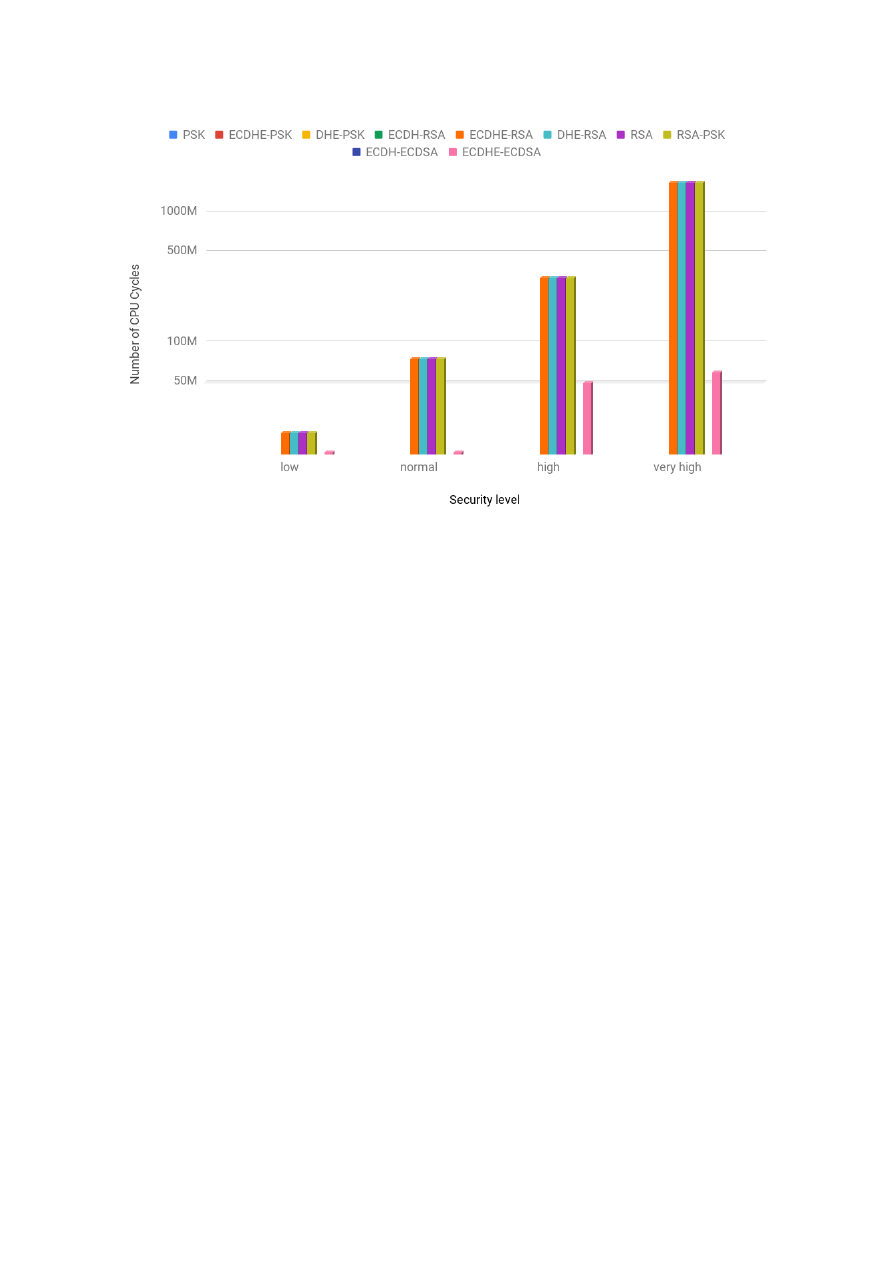 PSK ECDHE-PSK DHE-PSK ECDH-RSA ECDHE-RSA DHE-RSA RSA RSA-PSK
ECDH-ECDSA ECDHE-ECDSA
1000M
500M
100M
50M
Number of CPU Cycles
low normal high very high
Security level